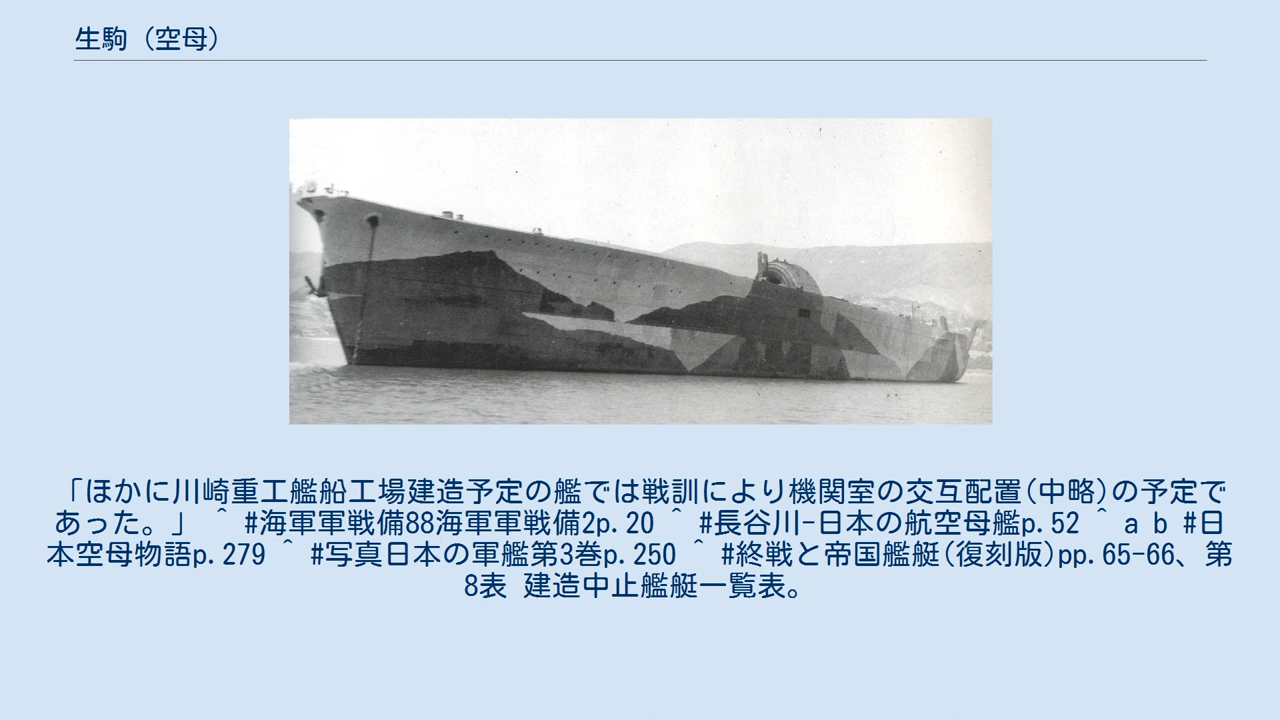 生駒（空母）
「ほかに川崎重工艦船工場建造予定の艦では戦訓により機関室の交互配置(中略)の予定で
あった。」 ^ #海軍軍戦備88海軍軍戦備2p.20 ^ #長谷川-日本の航空母艦p.52 ^ a b #日
本空母物語p.279 ^ #写真日本の軍艦第3巻p.250 ^ #終戦と帝国艦艇(復刻版)pp.65-66、第
8表 建造中止艦艇一覧表。